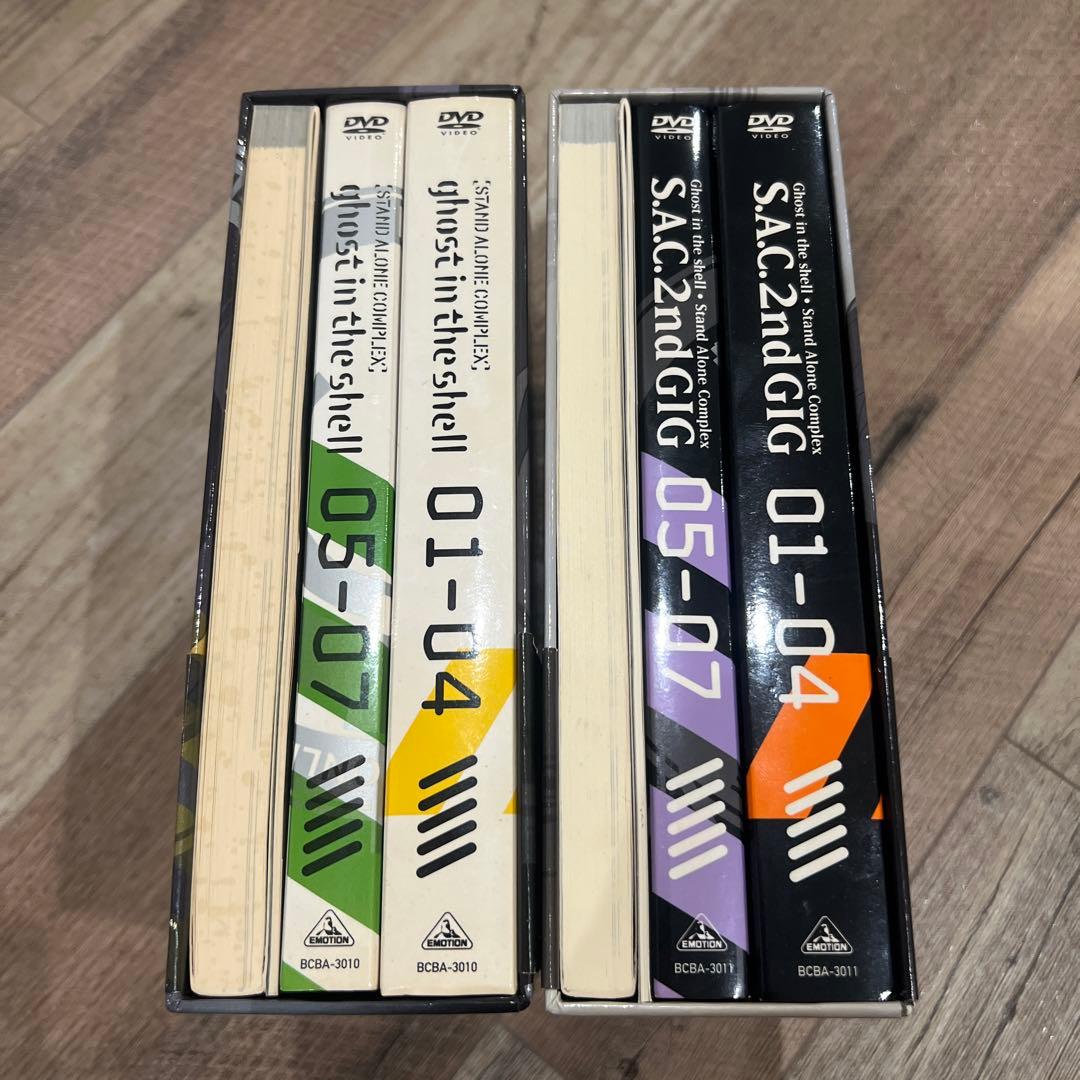 DVD
VIDEO
[STAND ALONE COMPLEX]
ghost in the shell
05-07
EMOTION
BCBA-3010
DVD
VIDEO
[STAND ALONE COMPLEX]
ghost in the shell
01-04
EMOTION
BCBA-3010
DVD
VIDEO
Ghost in the shell • Stand Alone Complex
S.A.C. 2nd GIG
05-07
EMOTION
BCBA-3011
DVD
VIDEO
Ghost in the shell • Stand Alone Complex
S.A.C. 2nd GIG
01-04
EMOTION
BCBA-3011